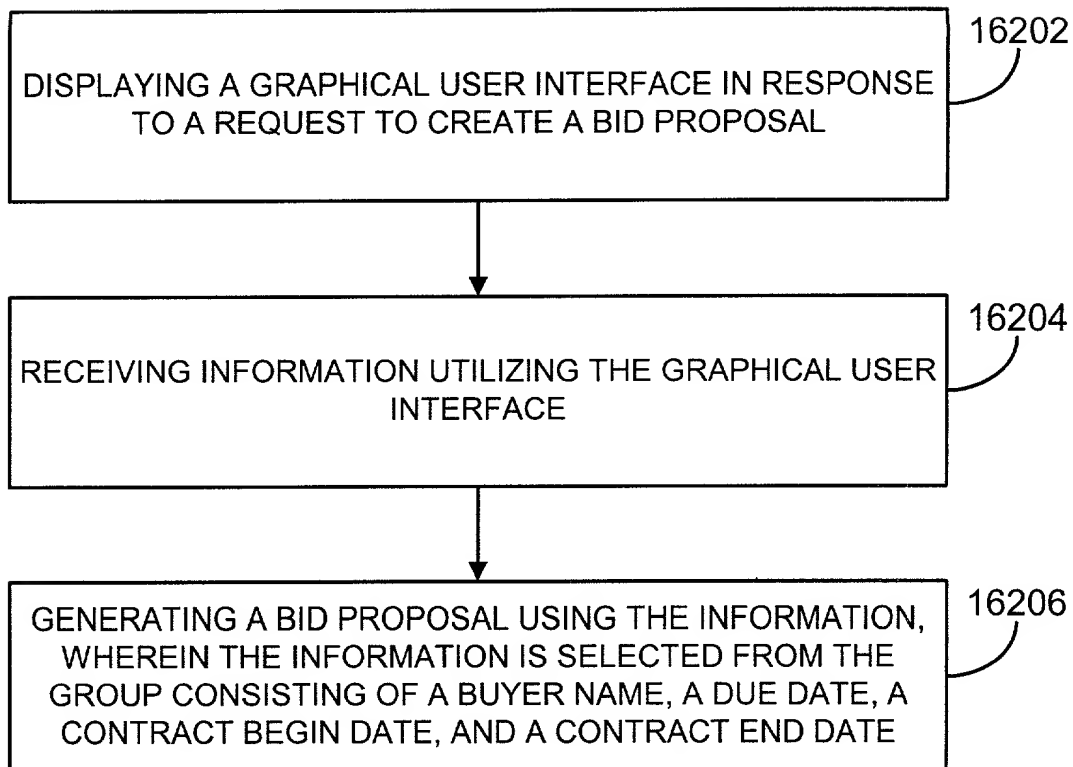 16202
DISPLAYING A GRAPHICAL USER INTERFACE IN RESPONSE
TO A REQUEST TO CREATE A BID PROPOSAL
16204
RECEIVING INFORMATION UTILIZING THE GRAPHICAL USER
INTERFACE
16206
GENERATING A BID PROPOSAL USING THE INFORMATION,
WHEREIN THE INFORMATION IS SELECTED FROM THE
GROUP CONSISTING OF A BUYER NAME, A DUE DATE, A
CONTRACT BEGIN DATE, AND A CONTRACT END DATE